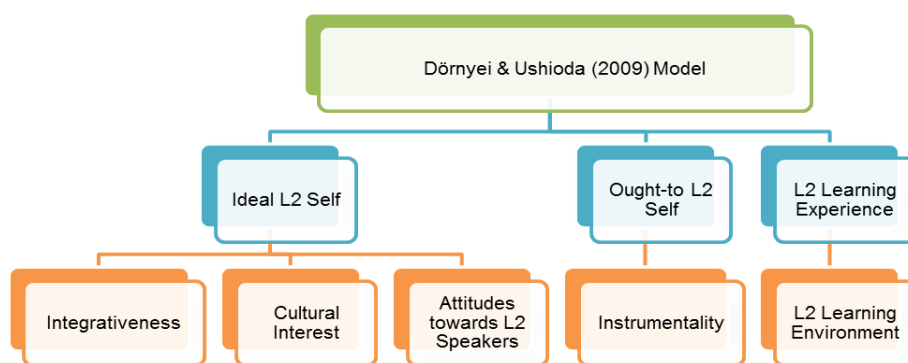 Dörnyei & Ushioda (2009) Model
Ideal L2 Self
Ought-to L2
Self
L2 Learning
Experience
Integrativeness
Cultural
Interest
Attitudes
towards L2
Speakers
Instrumentality
L2 Learning
Environment